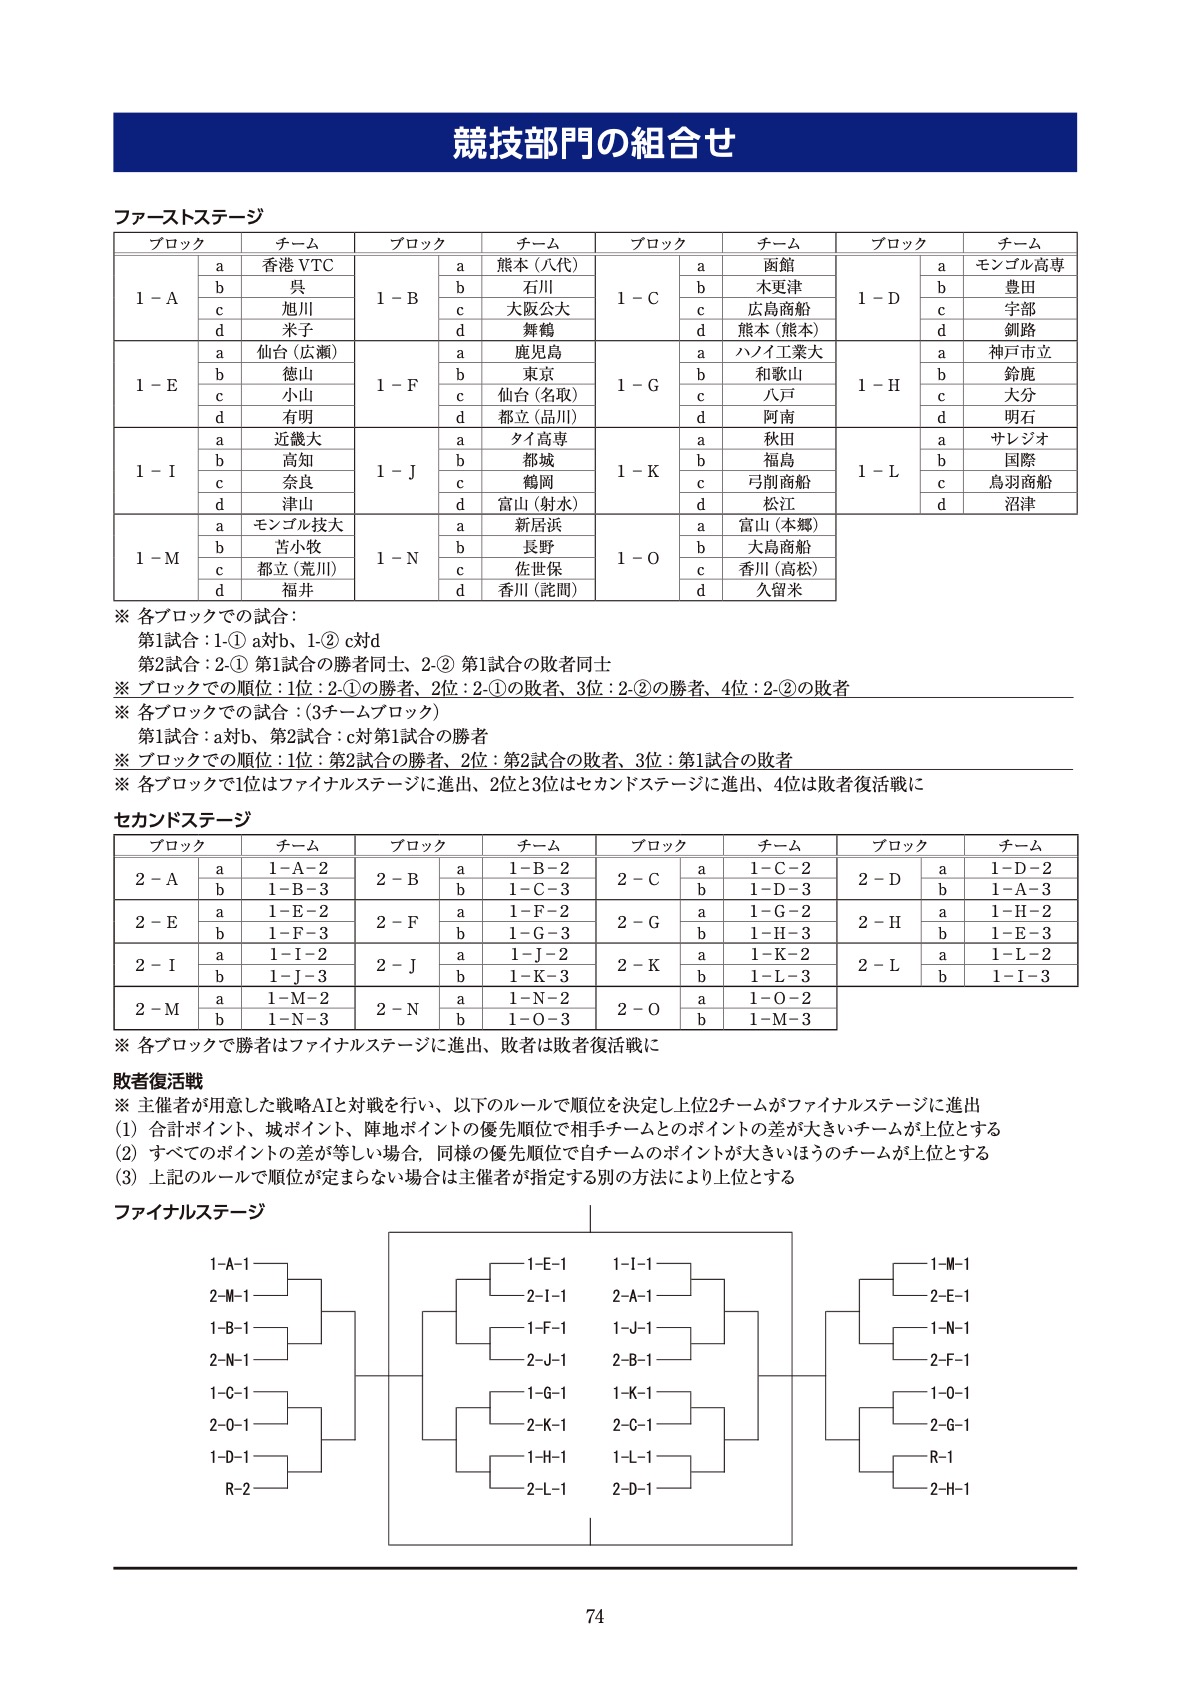 競技部門の組合せ
ファーストステージ
ブロック チーム ブロック チーム ブロック チーム ブロック チーム
1－A a 香港 VTC 1－B a 熊本（八代） 1－C a 函館 1－D a モンゴル高専
b 呉 b 石川 b 木更津 b 豊田
c 旭川 c 大阪公大 c 広島商船 c 宇部
d 米子 d 舞鶴 d 熊本（熊本） d 釧路
1－E a 仙台（広瀬） 1－F a 鹿児島 1－G a ハノイ工業大 1－H a 神戸市立
b 徳山 b 東京 b 和歌山 b 鈴鹿
c 小山 c 仙台（名取） c 八戸 c 大分
d 有明 d 都立（品川） d 阿南 d 明石
1－I a 近畿大 1－J a タイ高専 1－K a 秋田 1－L a サレジオ
b 高知 b 都城 b 福島 b 国際
c 奈良 c 鶴岡 c 弓削商船 c 鳥羽商船
d 津山 d 富山（射水） d 松江 d 沼津
1－M a モンゴル技大 1－N a 新居浜 1－O a 富山（本郷）
b 苫小牧 b 長野 b 大島商船
c 都立（荒川） c 佐世保 c 香川（高松）
d 福井 d 香川（詫間） d 久留米
※ 各ブロックでの試合：
第1試合：1-① a対b、1-② c対d
第2試合：2-① 第1試合の勝者同士、2-② 第1試合の敗者同士
※ ブロックでの順位：1位：2-①の勝者、2位：2-①の敗者、3位：2-②の勝者、4位：2-②の敗者
※ 各ブロックでの試合：（3チームブロック）
第1試合：a対b、第2試合：c対第1試合の勝者
※ ブロックでの順位：1位：第2試合の勝者、2位：第2試合の敗者、3位：第1試合の敗者
※ 各ブロックで1位はファイナルステージに進出、2位と3位はセカンドステージに進出、4位は敗者復活戦に
セカンドステージ
ブロック チーム ブロック チーム ブロック チーム ブロック チーム
2－A a 1－A－2 2－B a 1－B－2 2－C a 1－C－2 2－D a 1－D－2
b 1－B－3 b 1－C－3 b 1－D－3 b 1－A－3
2－E a 1－E－2 2－F a 1－F－2 2－G a 1－G－2 2－H a 1－H－2
b 1－F－3 b 1－G－3 b 1－H－3 b 1－E－3
2－I a 1－I－2 2－J a 1－J－2 2－K a 1－K－2 2－L a 1－L－2
b 1－J－3 b 1－K－3 b 1－L－3 b 1－I－3
2－M a 1－M－2 2－N a 1－N－2 2－O a 1－O－2
b 1－N－3 b 1－O－3 b 1－M－3
※ 各ブロックで勝者はファイナルステージに進出、敗者は敗者復活戦に
敗者復活戦
※ 主催者が用意した戦略AIと対戦を行い、以下のルールで順位を決定し上位2チームがファイナルステージに進出
（1）合計ポイント、城ポイント、陣地ポイントの優先順位で相手チームとのポイントの差が大きいチームが上位とする
（2）すべてのポイントの差が等しい場合，同様の優先順位で自チームのポイントが大きいほうのチームが上位とする
（3）上記のルールで順位が定まらない場合は主催者が指定する別の方法により上位とする
ファイナルステージ
1-A-1 1-E-1 1-I-1 1-M-1
2-M-1 2-I-1 2-A-1 2-E-1
1-B-1 1-F-1 1-J-1 1-N-1
2-N-1 2-J-1 2-B-1 2-F-1
1-C-1 1-G-1 1-K-1 1-O-1
2-O-1 2-K-1 2-C-1 2-G-1
1-D-1 1-H-1 1-L-1 R-1
R-2 2-L-1 2-D-1 2-H-1
74